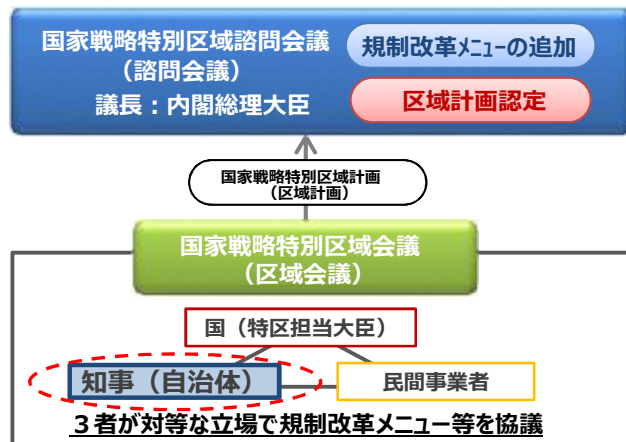 国家戦略特別区域諮問会議
（諮問会議）
議長：内閣総理大臣
規制改革ﾒﾆｭｰの追加
区域計画認定
国家戦略特別区域計画
（区域計画）
国家戦略特別区域会議
（区域会議）
国（特区担当大臣）
知事（自治体）
民間事業者
３者が対等な立場で規制改革メニュー等を協議